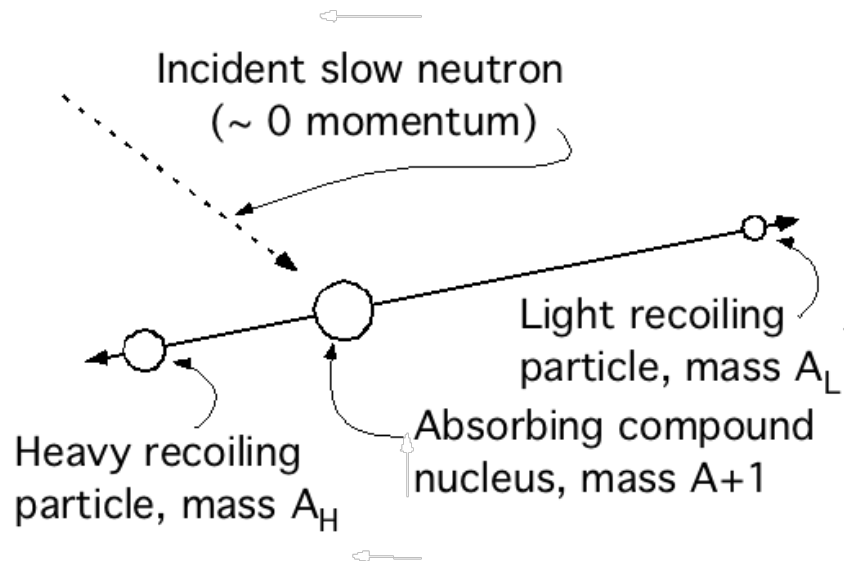 Incident slow neutron
(~ 0 momentum)
Light recoiling
particle, mass A_L
Absorbing compound
nucleus, mass A+1
Heavy recoiling
particle, mass A_H